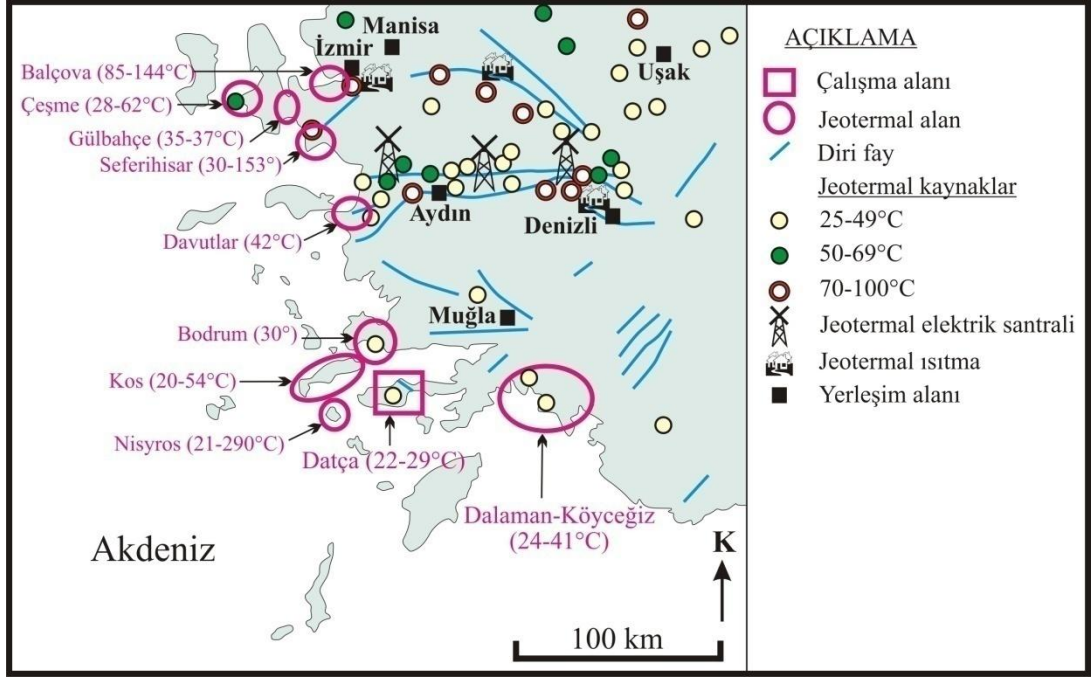 Manisa
İzmir
Uşak
Balçova (85-144°C)
Çeşme (28-62°C)
Gülbahçe (35-37°C)
Seferihisar (30-153°)
Aydın
Denizli
Davutlar (42°C)
Muğla
Bodrum (30°)
Kos (20-54°C)
Nisyros (21-290°C)
Datça (22-29°C)
Dalaman-Köyceğiz
(24-41°C)
Akdeniz
K
100 km
AÇIKLAMA
Çalışma alanı
Jeotermal alan
Diri fay
Jeotermal kaynaklar
25-49°C
50-69°C
70-100°C
Jeotermal elektrik santrali
Jeotermal ısıtma
Yerleşim alanı